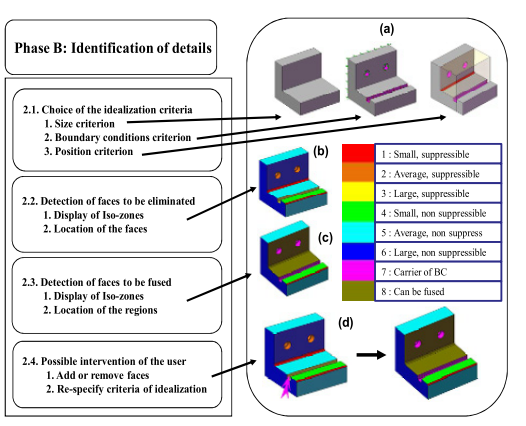 Phase B: Identification of details
2.1. Choice of the idealization criteria
1. Size criterion
2. Boundary conditions criterion
3. Position criterion
2.2. Detection of faces to be eliminated
1. Display of Iso-zones
2. Location of the faces
2.3. Detection of faces to be fused
1. Display of Iso-zones
2. Location of the regions
2.4. Possible intervention of the user
1. Add or remove faces
2. Re-specify criteria of idealization
(a)
(b)
(c)
(d)
1 : Small, suppressible
2 : Average, suppressible
3 : Large, suppressible
4 : Small, non suppressible
5 : Average, non suppress
6 : Large, non suppressible
7 : Carrier of BC
8 : Can be fused